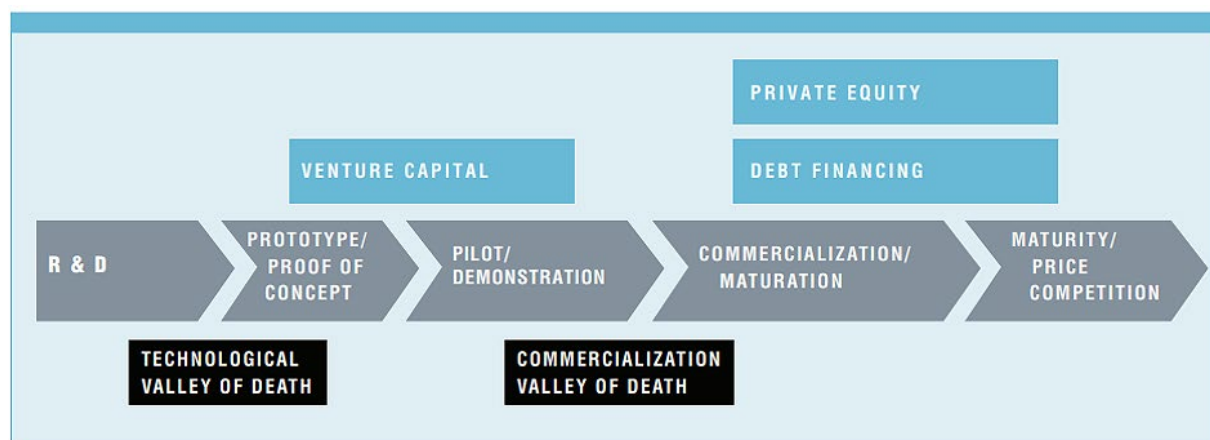 PRIVATE EQUITY
VENTURE CAPITAL
DEBT FINANCING
R & D
PROTOTYPE/
PROOF OF
CONCEPT
PILOT/
DEMONSTRATION
COMMERCIALIZATION/
MATURATION
MATURITY/
PRICE
COMPETITION
TECHNOLOGICAL
VALLEY OF DEATH
COMMERCIALIZATION
VALLEY OF DEATH